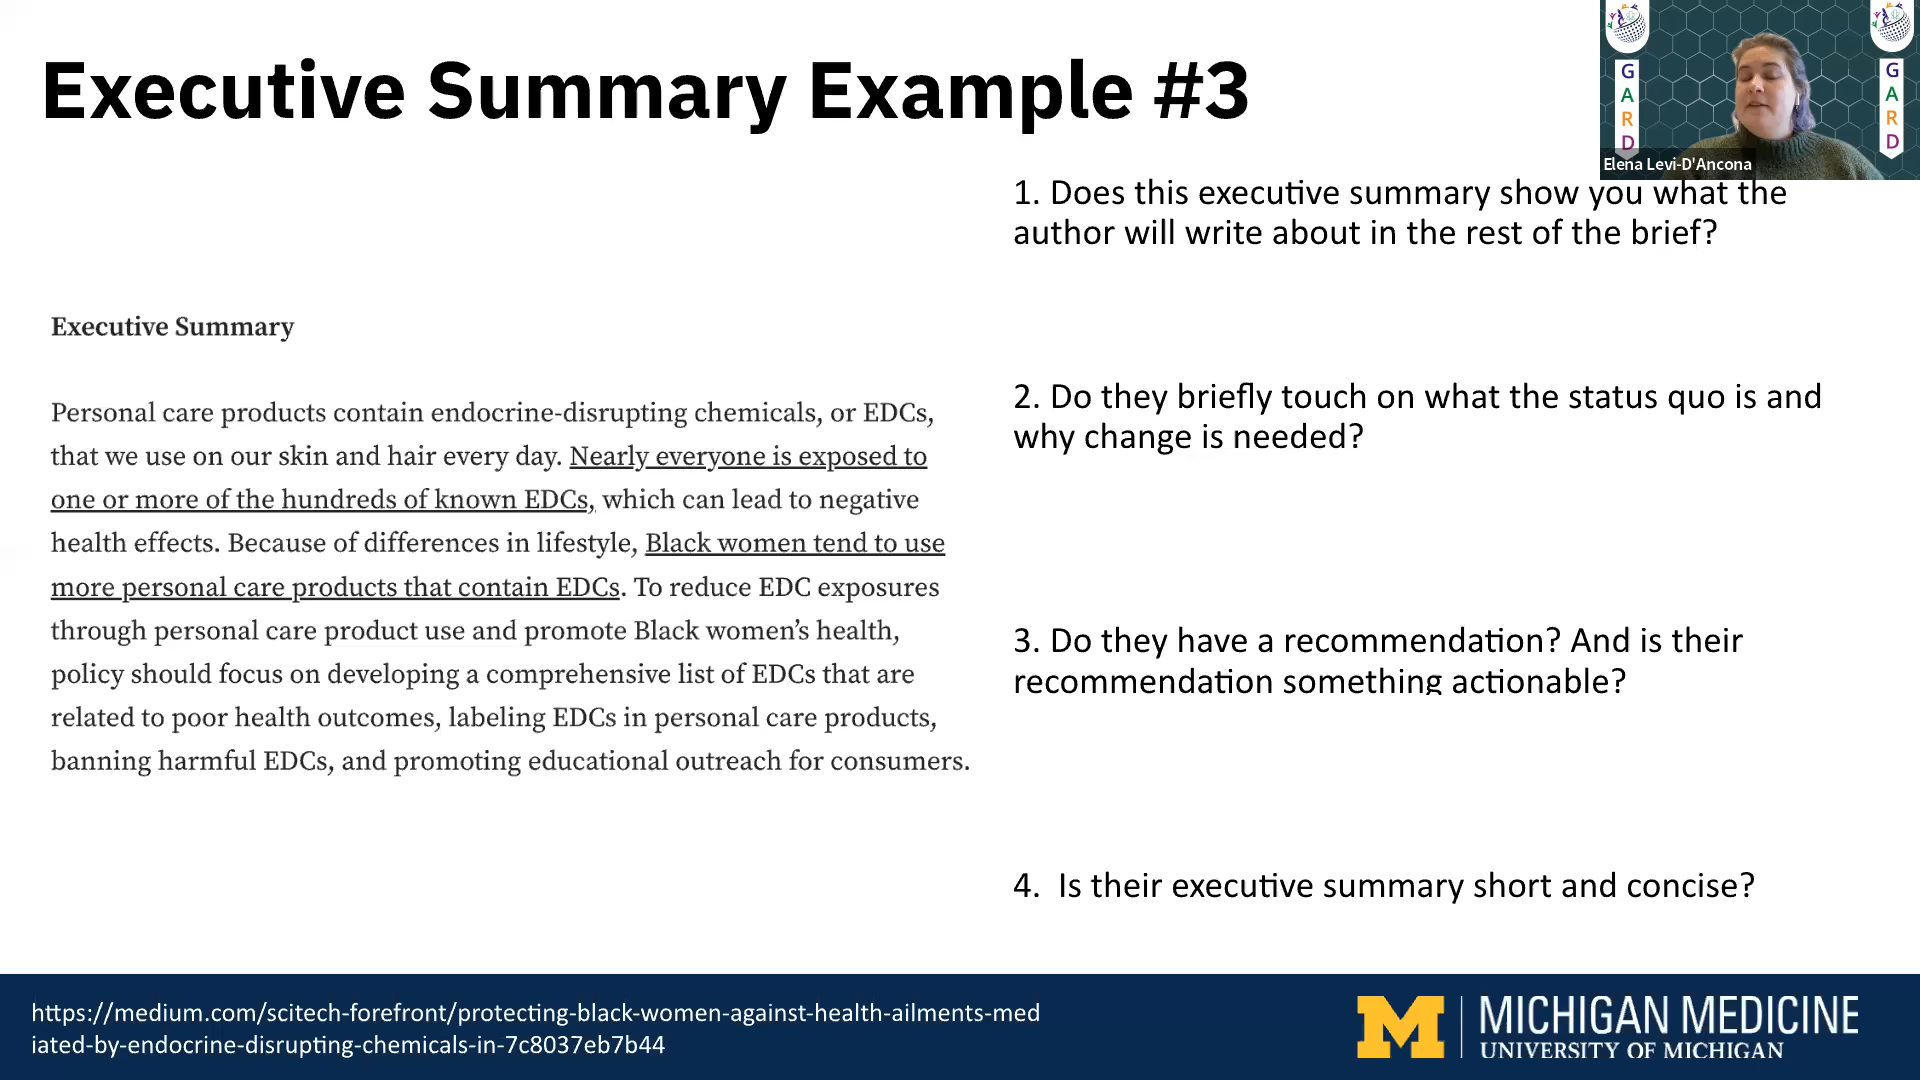 Executive Summary Example #3
G
A
R
D
G
A
R
D
Elena Levi-D'Ancona
Executive Summary
Personal care products contain endocrine-disrupting chemicals, or EDCs,
that we use on our skin and hair every day. Nearly everyone is exposed to
one or more of the hundreds of known EDCs, which can lead to negative
health effects. Because of differences in lifestyle, Black women tend to use
more personal care products that contain EDCs. To reduce EDC exposures
through personal care product use and promote Black women’s health,
policy should focus on developing a comprehensive list of EDCs that are
related to poor health outcomes, labeling EDCs in personal care products,
banning harmful EDCs, and promoting educational outreach for consumers.
1. Does this executive summary show you what the
author will write about in the rest of the brief?
2. Do they briefly touch on what the status quo is and
why change is needed?
3. Do they have a recommendation? And is their
recommendation something actionable?
4. Is their executive summary short and concise?
https://medium.com/scitech-forefront/protecting-black-women-against-health-ailments-med
iated-by-endocrine-disrupting-chemicals-in-7c8037eb7b44
M
MICHIGAN MEDICINE
UNIVERSITY OF MICHIGAN